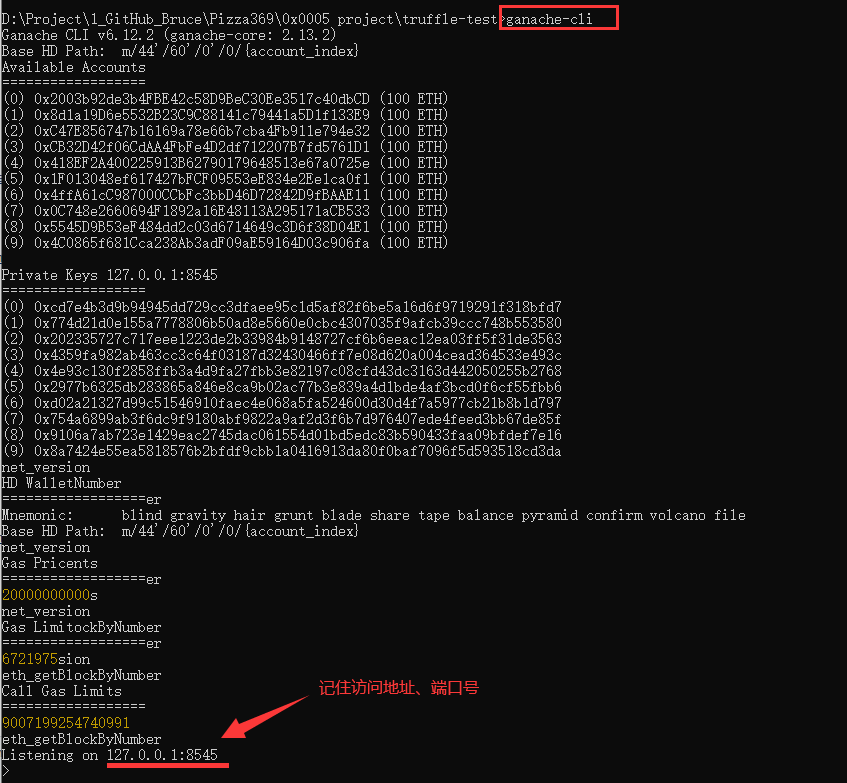 D:\Project\1_GitHub_Bruce\Pizza369\0x0005 project\truffle-test>ganache-cli
Ganache CLI v6.12.2 (ganache-core: 2.13.2)
Base HD Path:  m/44'/60'/0'/0/{account_index}
Available Accounts
==================
(0) 0x2003b92de3b4FBE42c58D9BeC30Ee3517c40dbCD (100 ETH)
(1) 0x8d1a19D6e5532B23C9C88141c79441a5D1f133E9 (100 ETH)
(2) 0xC47E856747b16169a78e66b7cba4Fb911e794e32 (100 ETH)
(3) 0xCB32D42f06CdAA4FbFe4D2df712207B7fd5761D1 (100 ETH)
(4) 0x418EF2A400225913B62790179648513e67a0725e (100 ETH)
(5) 0x1F013048ef617427bFCF09553eE834e2Ee1ca0f1 (100 ETH)
(6) 0x4ffA61cC987000CCbFc3bbD46D72842D9fBAAE11 (100 ETH)
(7) 0x0C748e2660694F1892a16E48113A295171aCB533 (100 ETH)
(8) 0x5545D9B53eF484dd2c03d6714649c3D6f38D04E1 (100 ETH)
(9) 0x4C0865f681Cca238Ab3adF09aE59164D03c906fa (100 ETH)
Private Keys 127.0.0.1:8545
==================
(0) 0xcd7e4b3d9b94945dd729cc3dfaee95c1d5af82f6be5a16d6f9719291f318bfd7
(1) 0x774d21d0e155a7778806b50ad8e5660e0cbc4307035f9afcb39ccc748b553580
(2) 0x202335727c717eee1223de2b33984b9148727cf6b6eeac12ea03ff5f31de3563
(3) 0x4359fa982ab463cc3c64f03187d32430466ff7e08d620a004cead364533e493c
(4) 0x4e93c130f2858ffb3a4d9fa27fbb3e82197c08cfd43dc3163d442050255b2768
(5) 0x2977b6325db283865a846e8ca9b02ac77b3e839a4d1bde4af3bcd0f6cf55fbb6
(6) 0xd02a21327d99c51546910faec4e068a5fa524600d30d4f7a5977cb21b8b1d797
(7) 0x754a6899ab3f6dc9f9180abf9822a9af2d3f6b7d976407ede4feed3bb67de85f
(8) 0x9106a7ab723e1429eac2745dac061554d01bd5edc83b590433faa09bfdef7e16
(9) 0x8a7424e55ea5818576b2bfdf9cbb1a0416913da80f0baf7096f5d593518cd3da
net_version
HD WalletNumber
==================er
Mnemonic:      blind gravity hair grunt blade share tape balance pyramid confirm volcano file
Base HD Path:  m/44'/60'/0'/0/{account_index}
net_version
Gas Pricents
==================er
20000000000s
net_version
Gas LimitockByNumber
==================er
6721975sion
eth_getBlockByNumber
Call Gas Limits
==================
9007199254740991
eth_getBlockByNumber
记住访问地址、端口号
Listening on 127.0.0.1:8545
>